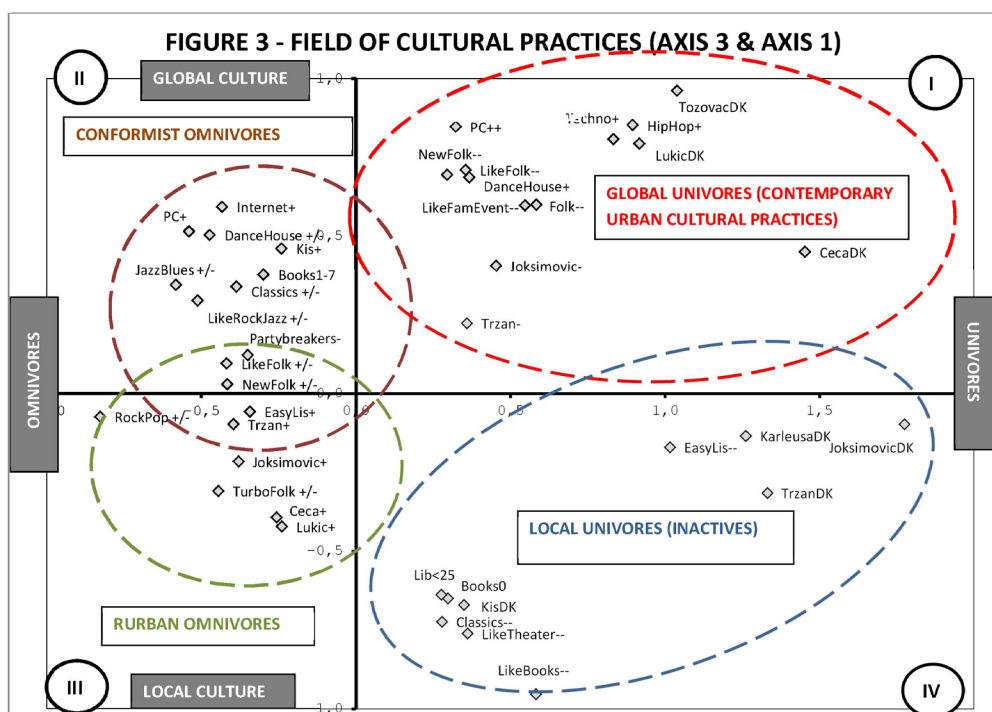 FIGURE 3 - FIELD OF CULTURAL PRACTICES (AXIS 3 & AXIS 1)
II
GLOBAL CULTURE
1,0
I
CONFORMIST OMNIVORES
TozovacDK
PC++
HipHop+
LukicDK
NewFolk--
LikeFolk--
DanceHouse+
GLOBAL UNIVORES (CONTEMPORARY
URBAN CULTURAL PRACTICES)
LikeFamEvent--
Folk--
Internet+
PC+
DanceHouse +/-
0,5
Kis+
CecaDK
Joksimovic-
JazzBlues +/-
Books1-7
Classics +/-
LikeRockJazz +/-
Trzan-
Partybreakers-
LikeFolk +/-
NewFolk +/-
OMNIVORES
UNIVORES
0,0
-0,5
0,0
0,5
1,0
1,5
RockPop +/-
EasyLis+
Trzan+
KarleusaDK
EasyLis--
JoksimovicDK
Joksimovic+
TurboFolk +/-
TrzanDK
Ceca+
Lukic+
LOCAL UNIVORES (INACTIVES)
-0,5
Lib<25
Books0
KisDK
RURBAN OMNIVORES
Classics--
LikeTheater--
LikeBooks--
III
LOCAL CULTURE
1,0
IV